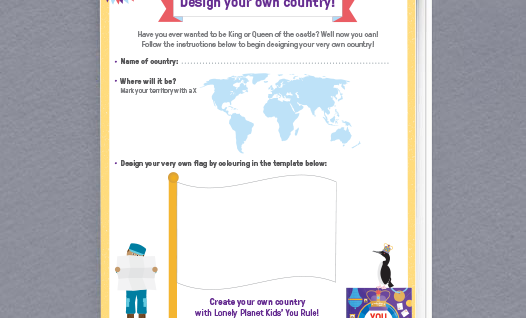 Design your own country!
Have you ever wanted to be King or Queen of the castle? Well now you can!
Follow the instructions below to begin designing your very own country!
• Name of country:
• Where will it be?
Mark your territory with a X
• Design your very own flag by colouring in the template below:
Create your own country
with Lonely Planet Kids' You Rule!
YOU